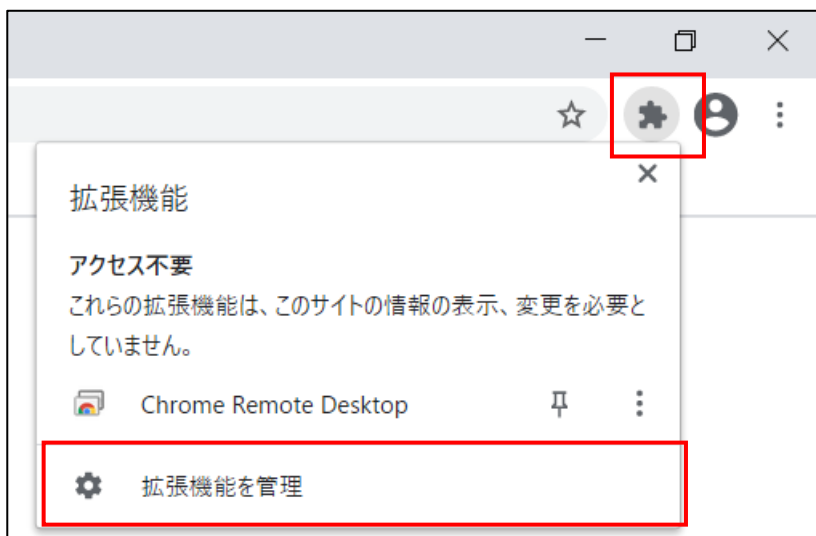 拡張機能
アクセス不要
これらの拡張機能は、このサイトの情報の表示、変更を必要と
していません。
Chrome Remote Desktop
拡張機能を管理